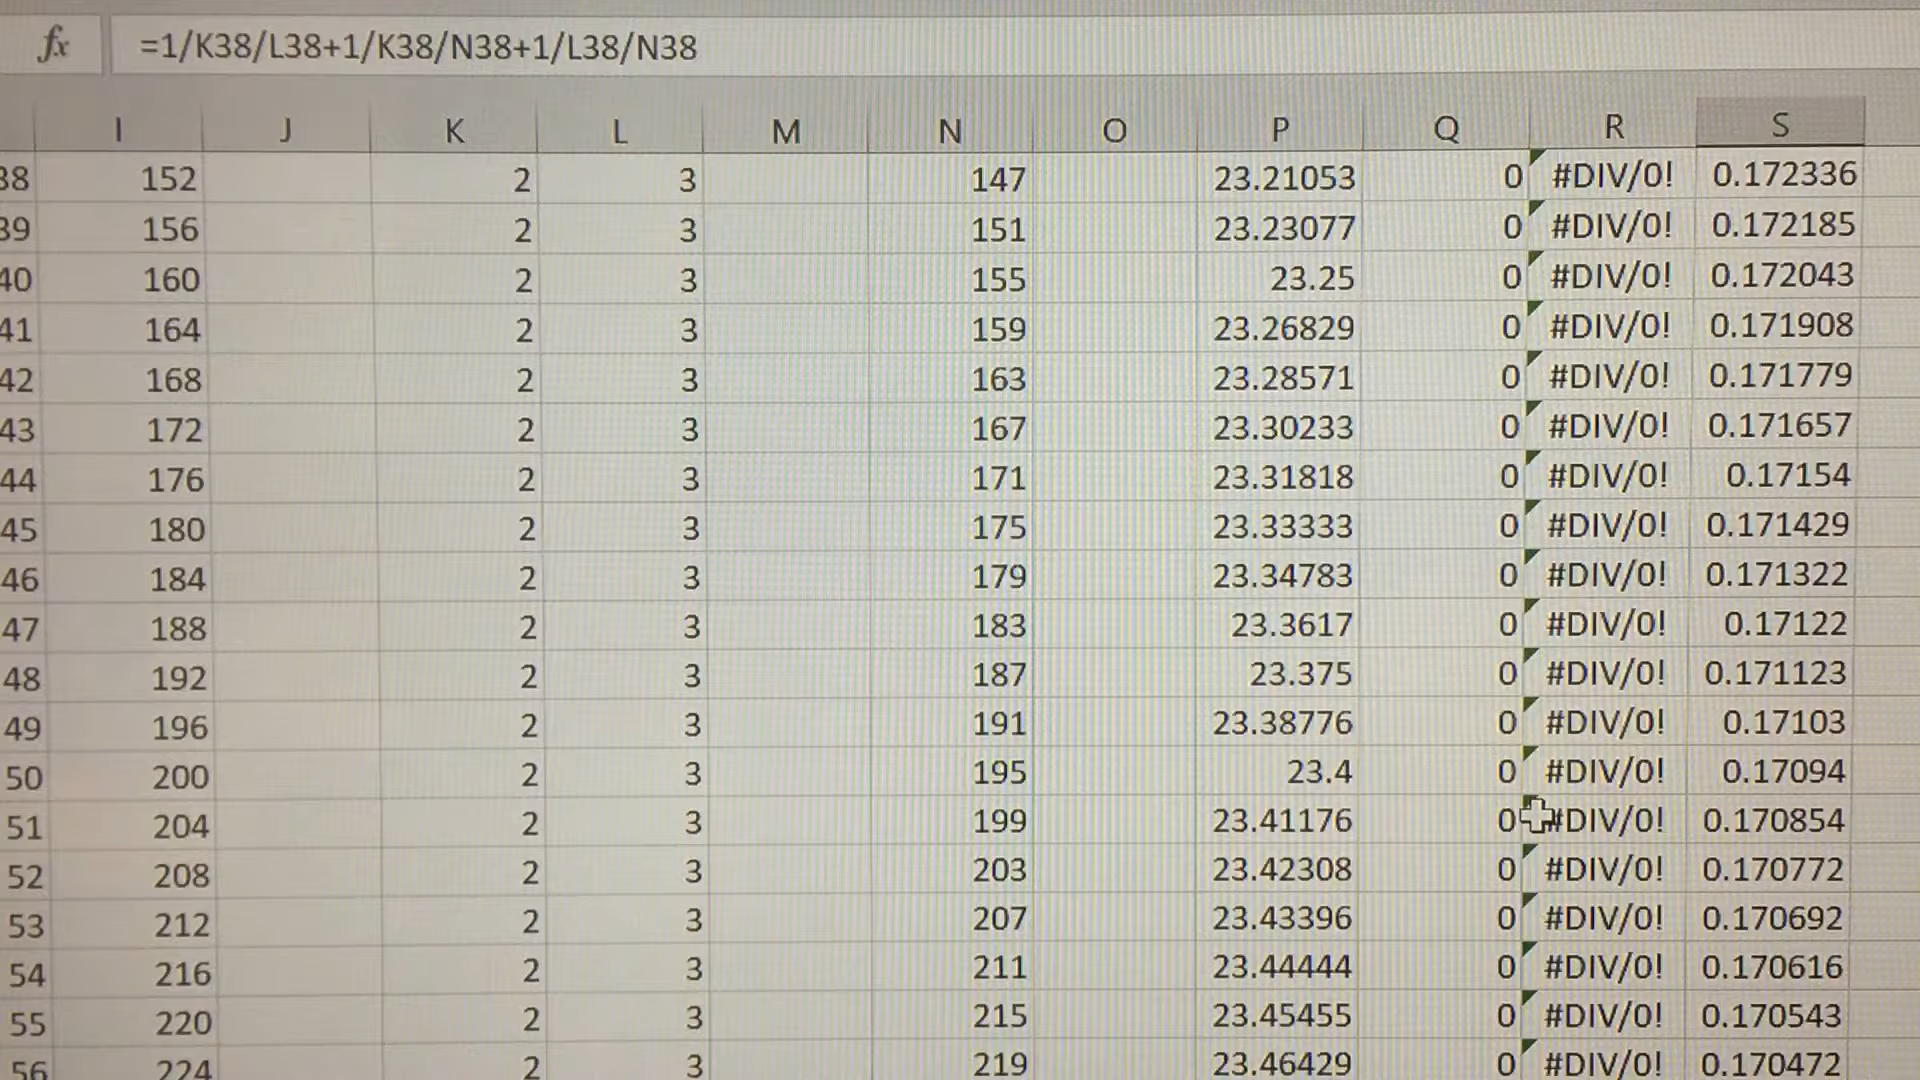 fx =1/K38/L38+1/K38/N38+1/L38/N38
I J K L M N O P Q R S
38 152 2 3 147 23.21053 0 #DIV/0! 0.172336
39 156 2 3 151 23.23077 0 #DIV/0! 0.172185
40 160 2 3 155 23.25 0 #DIV/0! 0.172043
41 164 2 3 159 23.26829 0 #DIV/0! 0.171908
42 168 2 3 163 23.28571 0 #DIV/0! 0.171779
43 172 2 3 167 23.30233 0 #DIV/0! 0.171657
44 176 2 3 171 23.31818 0 #DIV/0! 0.17154
45 180 2 3 175 23.33333 0 #DIV/0! 0.171429
46 184 2 3 179 23.34783 0 #DIV/0! 0.171322
47 188 2 3 183 23.3617 0 #DIV/0! 0.17122
48 192 2 3 187 23.375 0 #DIV/0! 0.171123
49 196 2 3 191 23.38776 0 #DIV/0! 0.17103
50 200 2 3 195 23.4 0 #DIV/0! 0.17094
51 204 2 3 199 23.41176 0 #DIV/0! 0.170854
52 208 2 3 203 23.42308 0 #DIV/0! 0.170772
53 212 2 3 207 23.43396 0 #DIV/0! 0.170692
54 216 2 3 211 23.44444 0 #DIV/0! 0.170616
55 220 2 3 215 23.45455 0 #DIV/0! 0.170543
56 224 2 3 219 23.46429 0 #DIV/0! 0.170472